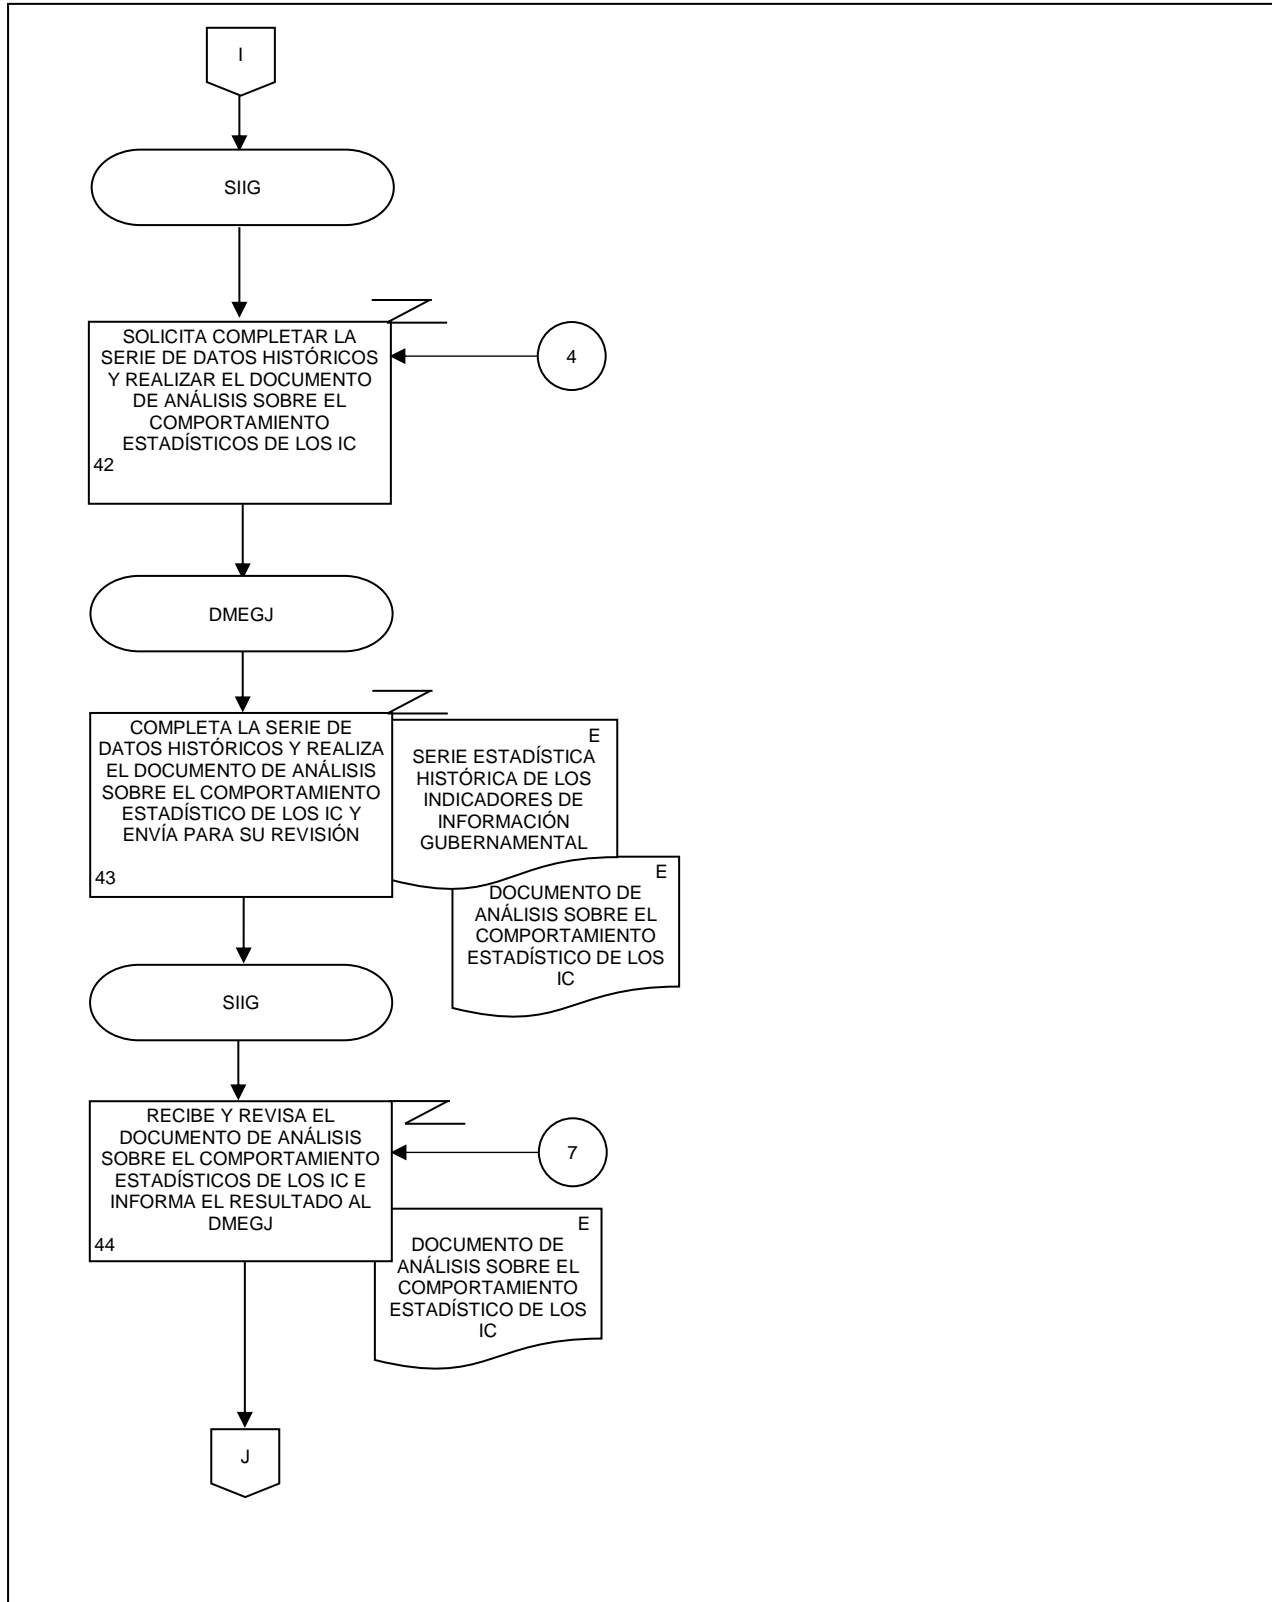 I
SIIG
SOLICITA COMPLETAR LA
SERIE DE DATOS HISTÓRICOS
Y REALIZAR EL DOCUMENTO
DE ANÁLISIS SOBRE EL
COMPORTAMIENTO
ESTADÍSTICOS DE LOS IC
42
4
DMEGJ
COMPLETA LA SERIE DE
DATOS HISTÓRICOS Y REALIZA
EL DOCUMENTO DE ANÁLISIS
SOBRE EL COMPORTAMIENTO
ESTADÍSTICO DE LOS IC Y
ENVÍA PARA SU REVISIÓN
43
E
SERIE ESTADÍSTICA
HISTÓRICA DE LOS
INDICADORES DE
INFORMACIÓN
GUBERNAMENTAL
E
DOCUMENTO DE
ANÁLISIS SOBRE EL
COMPORTAMIENTO
ESTADÍSTICO DE LOS
IC
SIIG
RECIBE Y REVISA EL
DOCUMENTO DE ANÁLISIS
SOBRE EL COMPORTAMIENTO
ESTADÍSTICOS DE LOS IC E
INFORMA EL RESULTADO AL
DMEGJ
44
7
E
DOCUMENTO DE
ANÁLISIS SOBRE EL
COMPORTAMIENTO
ESTADÍSTICO DE LOS
IC
J